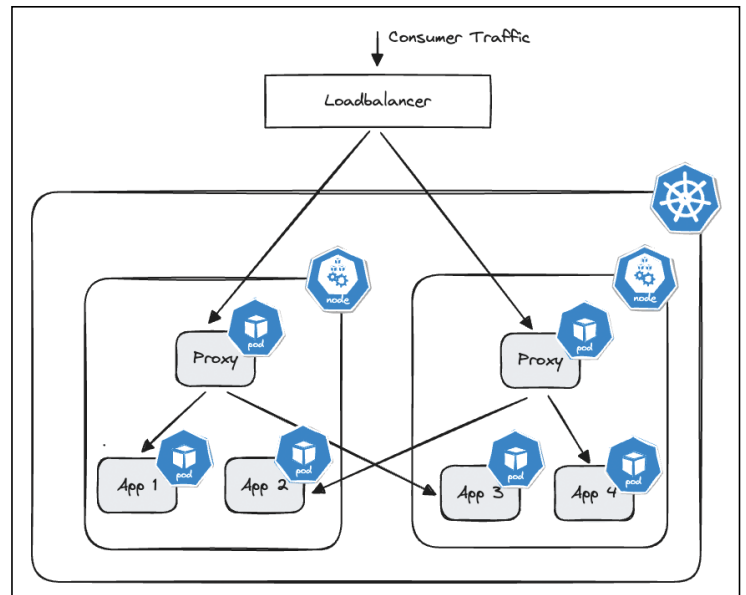 Consumer Traffic
Loadbalancer
node
node
pod
pod
Proxy
Proxy
pod
pod
pod
pod
App 1
App 2
App 3
App 4